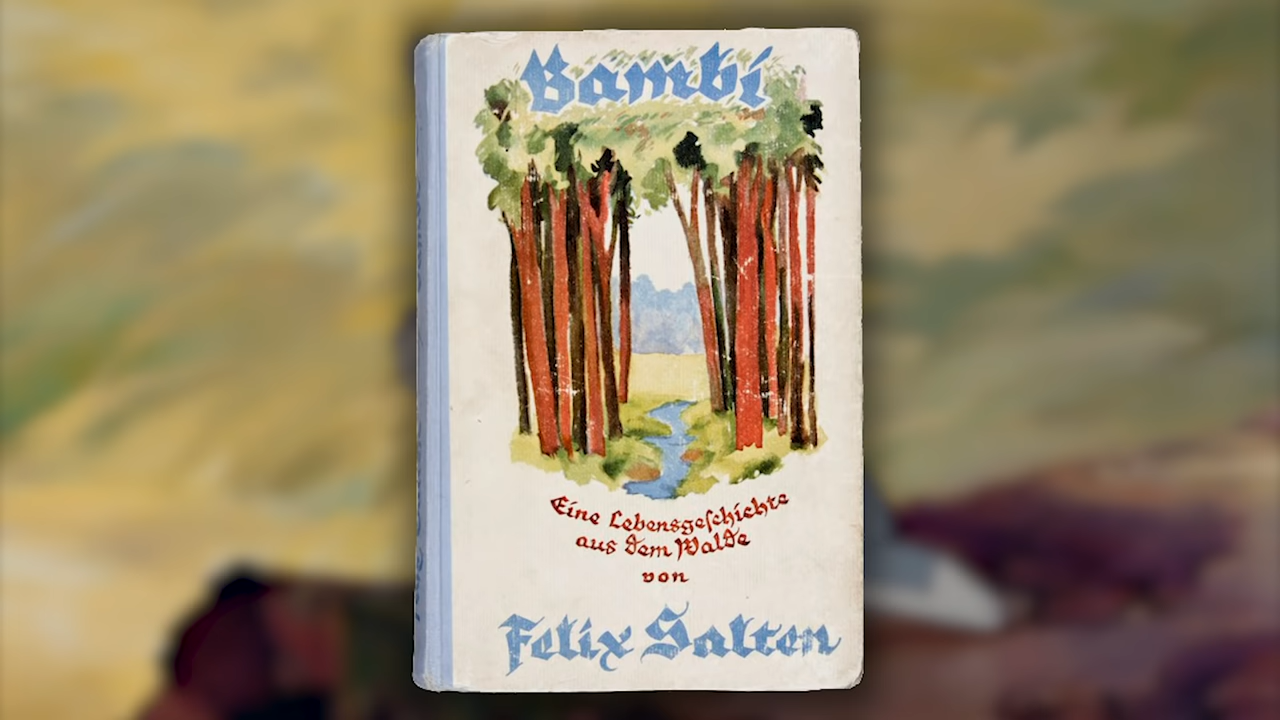 Bambi
Eine Lebensgeſchichte
aus dem Walde
von
Felix Salten